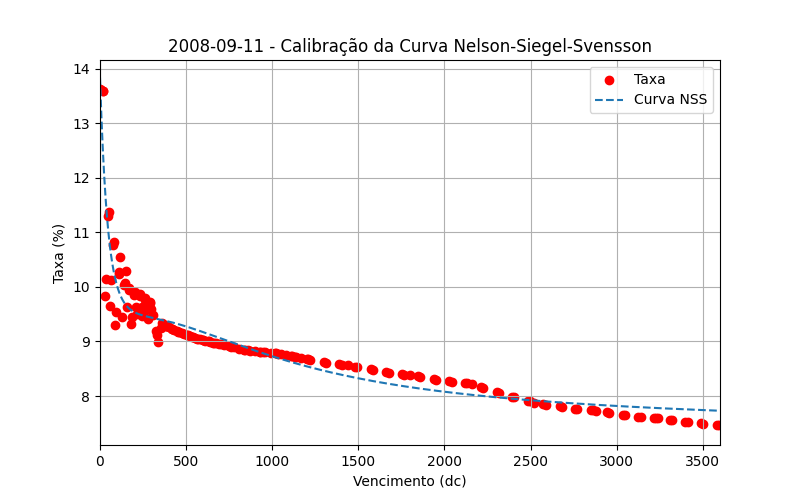 2008-09-11 - Calibração da Curva Nelson-Siegel-Svensson
Taxa
Curva NSS
Taxa (%)
14
13
12
11
10
9
8
0 500 1000 1500 2000 2500 3000 3500
Vencimento (dc)